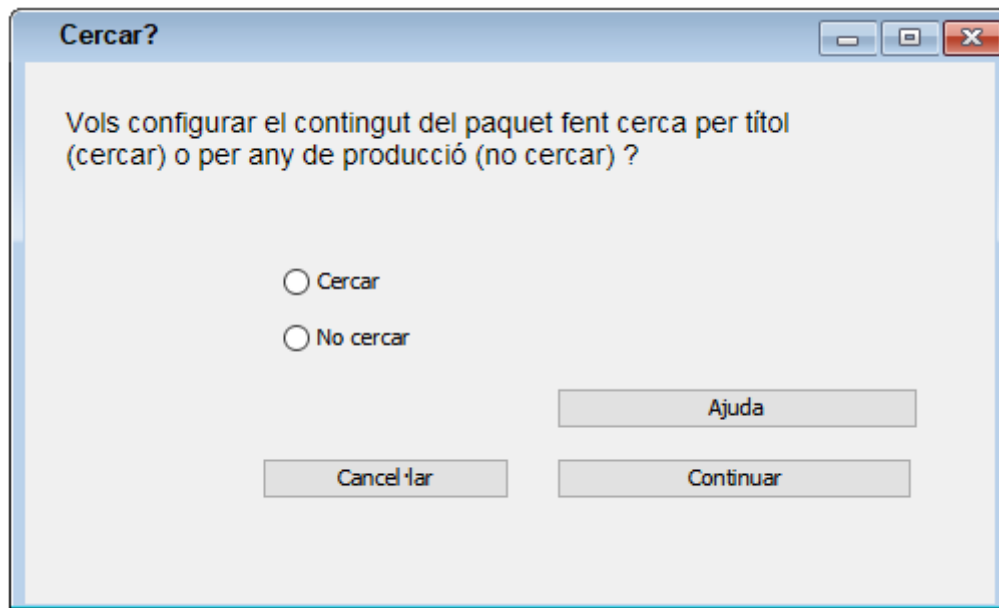 Cercar?
Vols configurar el contingut del paquet fent cerca per títol
(cercar) o per any de producció (no cercar) ?
Cercar
No cercar
Ajuda
Cancel·lar
Continuar